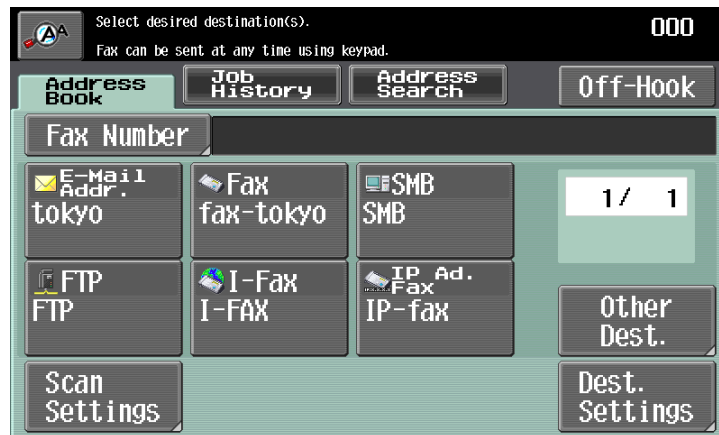 Select desired destination(s).
000
Fax can be sent at any time using keypad.
Address
Book
Job
History
Address
Search
Off-Hook
Fax Number
E-Mail
Addr.
tokyo
Fax
fax-tokyo
SMB
SMB
1/ 1
FTP
FTP
I-Fax
I-FAX
IP Ad.
Fax
IP-fax
Other
Dest.
Scan
Settings
Dest.
Settings